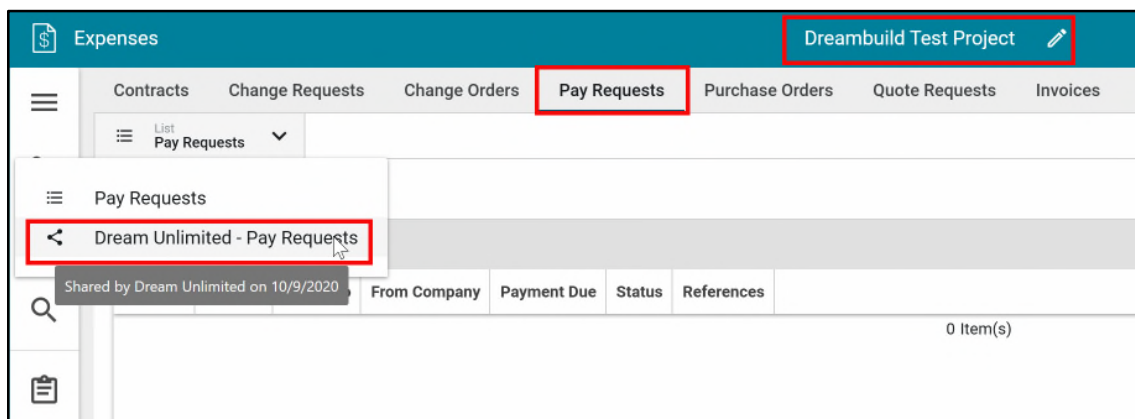 Expenses
Dreambuild Test Project
Contracts Change Requests Change Orders Pay Requests Purchase Orders Quote Requests Invoices
List
Pay Requests
Pay Requests
Dream Unlimited - Pay Requests
Shared by Dream Unlimited on 10/9/2020
From Company Payment Due Status References
0 Item(s)